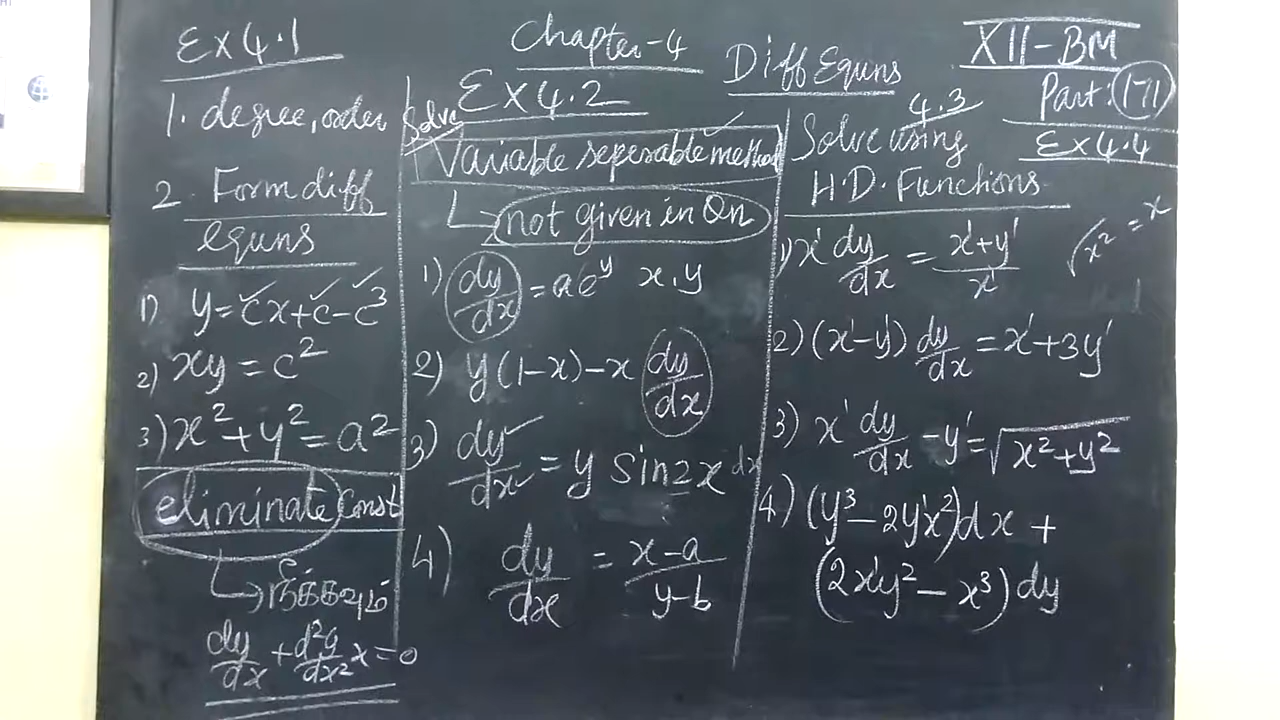 Chapter-4
Diff Equns
XII-BM
Part: 171
Ex 4.4
Ex 4.1
1. degree, order
2. Form diff
equns
1) y=cx+c-c³
2) xy=c²
3) x²+y²=a²
eliminate const
நீக்கவும்
dy/dx + d²y/dx² x=0
Ex 4.2
Solve
Variable seperable method
not given in Qn
1) dy/dx = ae^y x.y
2) y(1-x)-x dy/dx
3) dy/dx = y sin2x dx
4) dy/dx = x-a/y-b
4.3
Solve using
H.D. Functions
1) x' dy/dx = x'+y'/x'
√x² = x
2) (x'-y') dy/dx = x'+3y'
3) x' dy/dx - y' = √x²+y²
4) (y³-2yx²)dx +
(2xy²-x³)dy